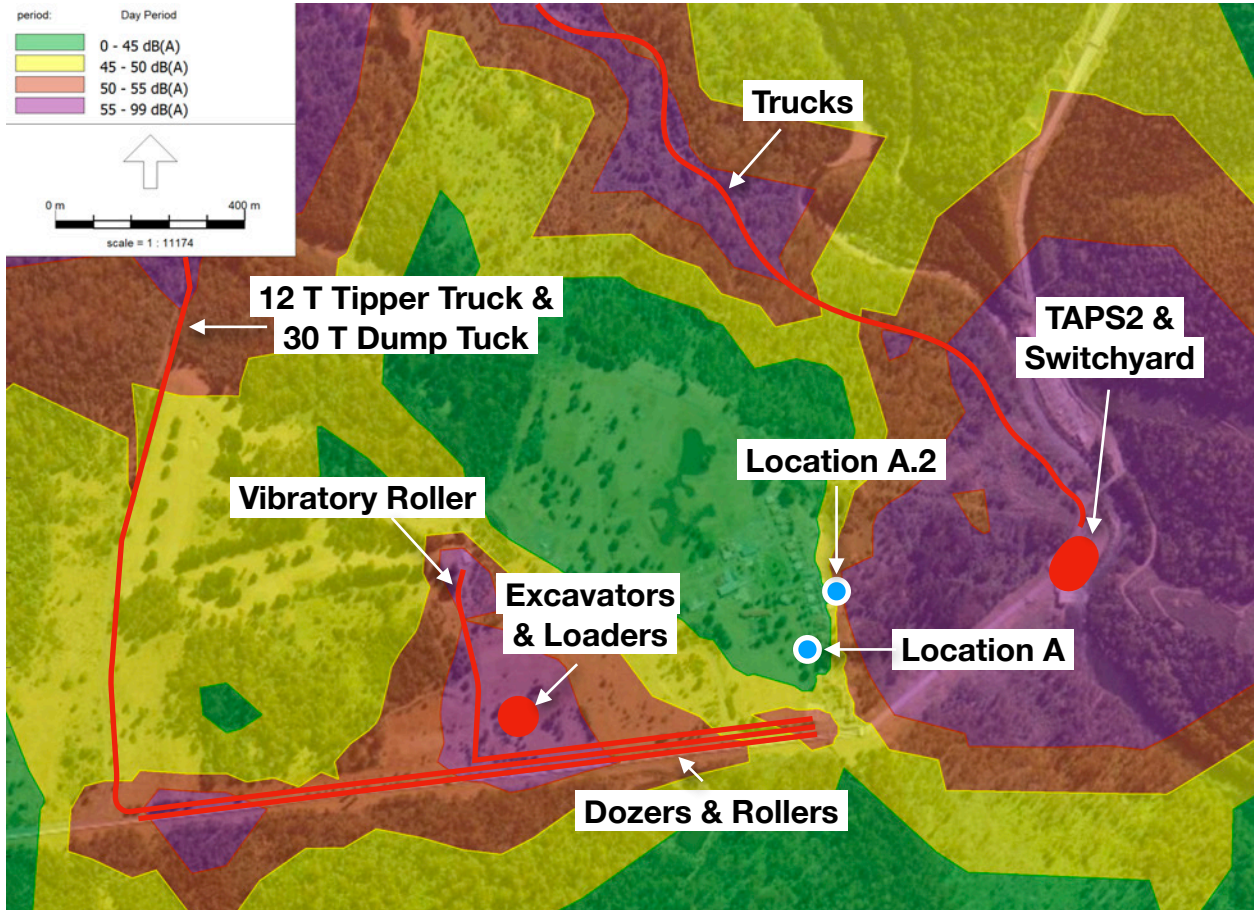 period: Day Period
0 - 45 dB(A)
45 - 50 dB(A)
50 - 55 dB(A)
55 - 99 dB(A)
0 m 400 m
scale = 1 : 11174
Trucks
12 T Tipper Truck &
30 T Dump Tuck
TAPS2 &
Switchyard
Location A.2
Vibratory Roller
Excavators
& Loaders
Location A
Dozers & Rollers